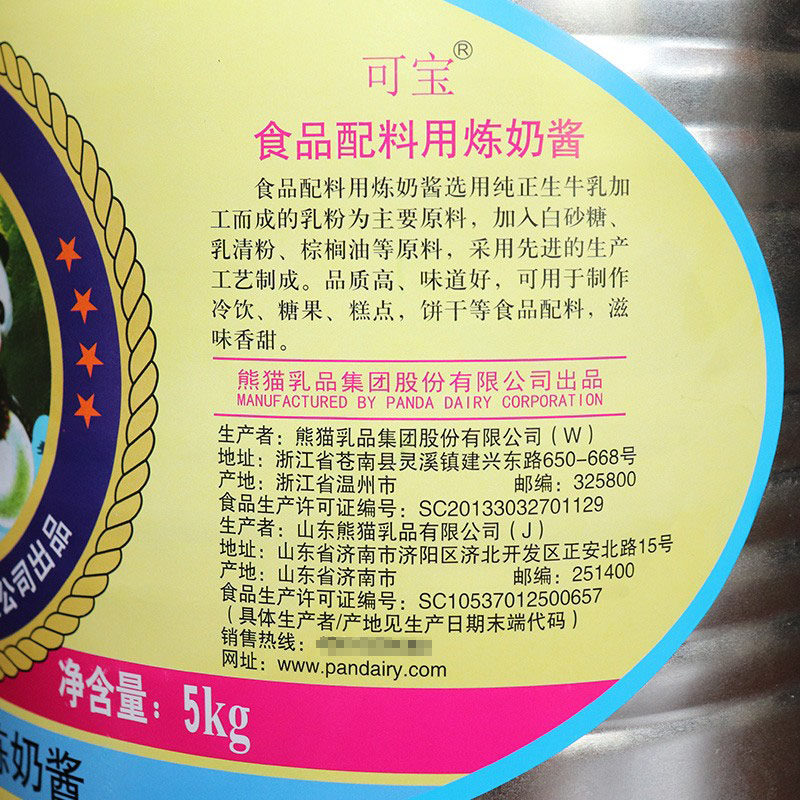 可宝®
食品配料用炼奶酱
食品配料用炼奶酱选用纯正生牛乳加
工而成的乳粉为主要原料，加入白砂糖、
乳清粉、棕榈油等原料，采用先进的生产
工艺制成。品质高、味道好，可用于制作
冷饮、糖果、糕点，饼干等食品配料，滋
味香甜。
熊猫乳品集团股份有限公司出品
MANUFACTURED BY PANDA DAIRY CORPORATION
生产者：熊猫乳品集团股份有限公司（W）
地址：浙江省苍南县灵溪镇建兴东路650-668号
产地：浙江省温州市 邮编：325800
食品生产许可证编号：SC20133032701129
生产者：山东熊猫乳品有限公司（J）
地址：山东省济南市济阳区济北开发区正安北路15号
产地：山东省济南市 邮编：251400
食品生产许可证编号：SC10537012500657
（具体生产者/产地见生产日期末端代码）
销售热线：
网址：www.pandairy.com
公司出品
净含量：5kg
炼奶酱